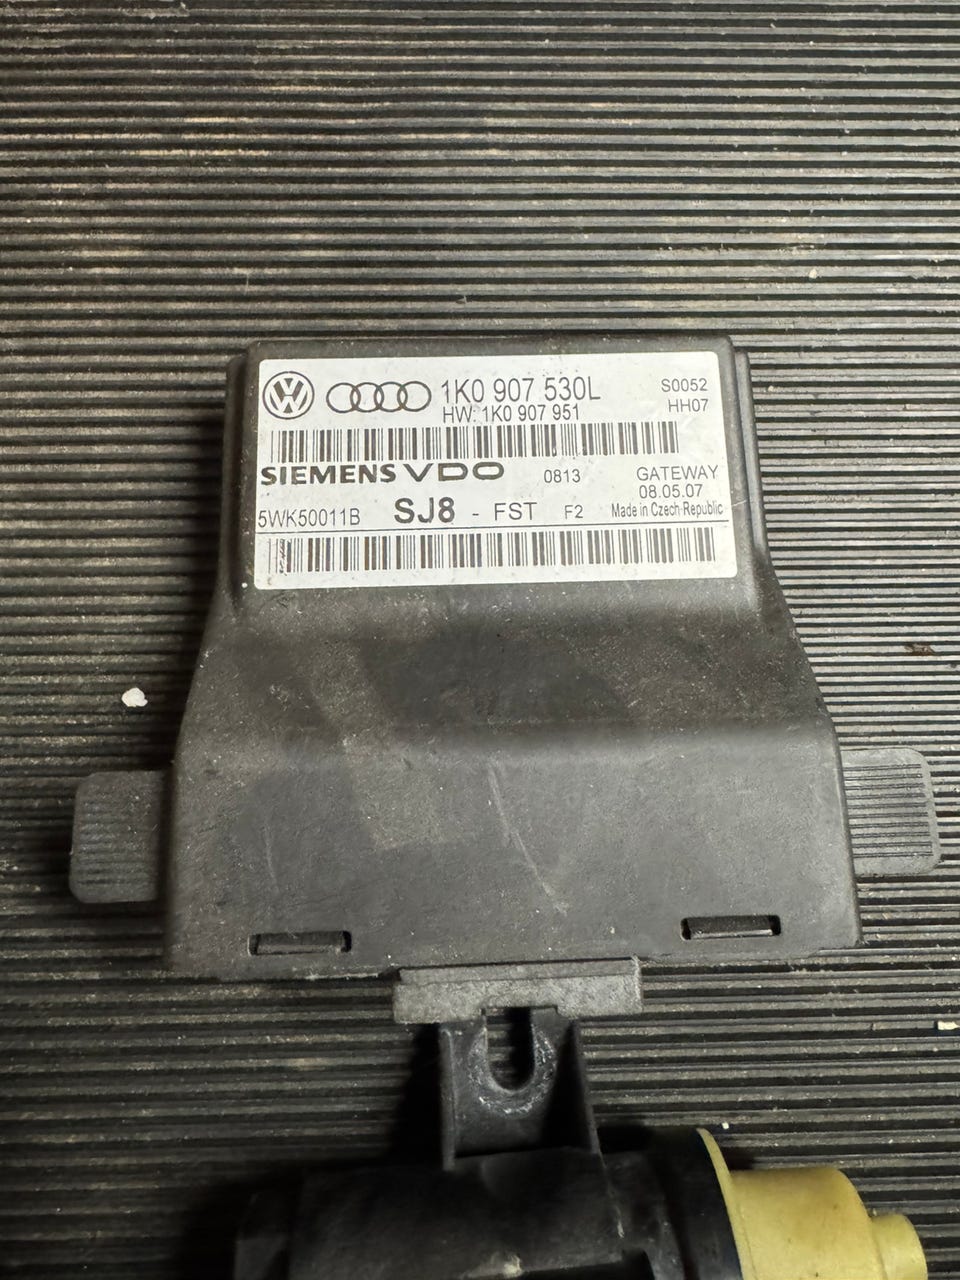 1K0 907 530L S0052
HW: 1K0 907 951 HH07
SIEMENS VDO 0813 GATEWAY
08.05.07
5WK50011B SJ8 - FST F2 Made in Czech-Republic